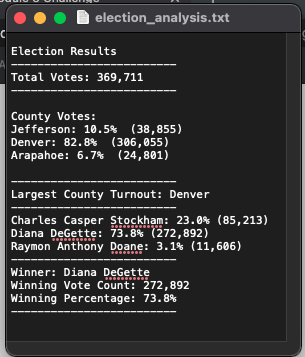 election_analysis.txt
Election Results
-------------------------
Total Votes: 369,711
-------------------------
County Votes:
Jefferson: 10.5%  (38,855)
Denver: 82.8%  (306,055)
Arapahoe: 6.7%  (24,801)
-------------------------
Largest County Turnout: Denver
-------------------------
Charles Casper Stockham: 23.0% (85,213)
Diana DeGette: 73.8% (272,892)
Raymon Anthony Doane: 3.1% (11,606)
-------------------------
Winner: Diana DeGette
Winning Vote Count: 272,892
Winning Percentage: 73.8%
-------------------------